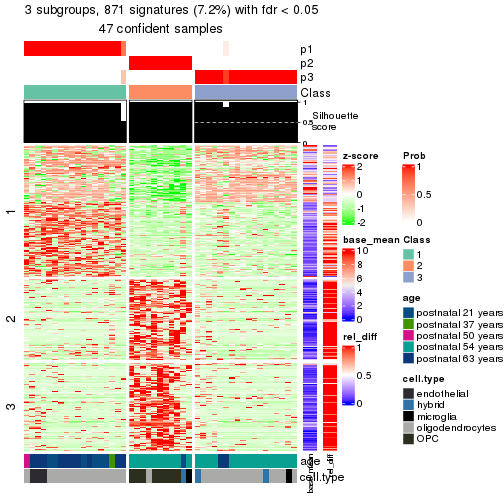 3 subgroups, 871 signatures (7.2%) with fdr < 0.05
47 confident samples
p1
p2
p3
Class
1
0.5
0
Silhouette
score
1
2
3
age
cell.type
base_mean
rel_diff
z-score
2
1
0
-1
-2
base_mean
10
8
6
4
2
0
rel_diff
1
0.5
0
Prob
1
0.5
0
Class
1
2
3
age
postnatal 21 years
postnatal 37 years
postnatal 50 years
postnatal 54 years
postnatal 63 years
cell.type
endothelial
hybrid
microglia
oligodendrocytes
OPC